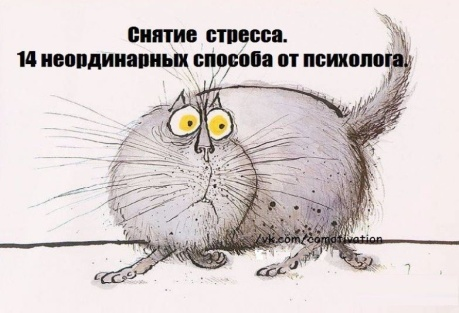 Снятие стресса.
14 неординарных способа от психолога.
vk.com/comotivation